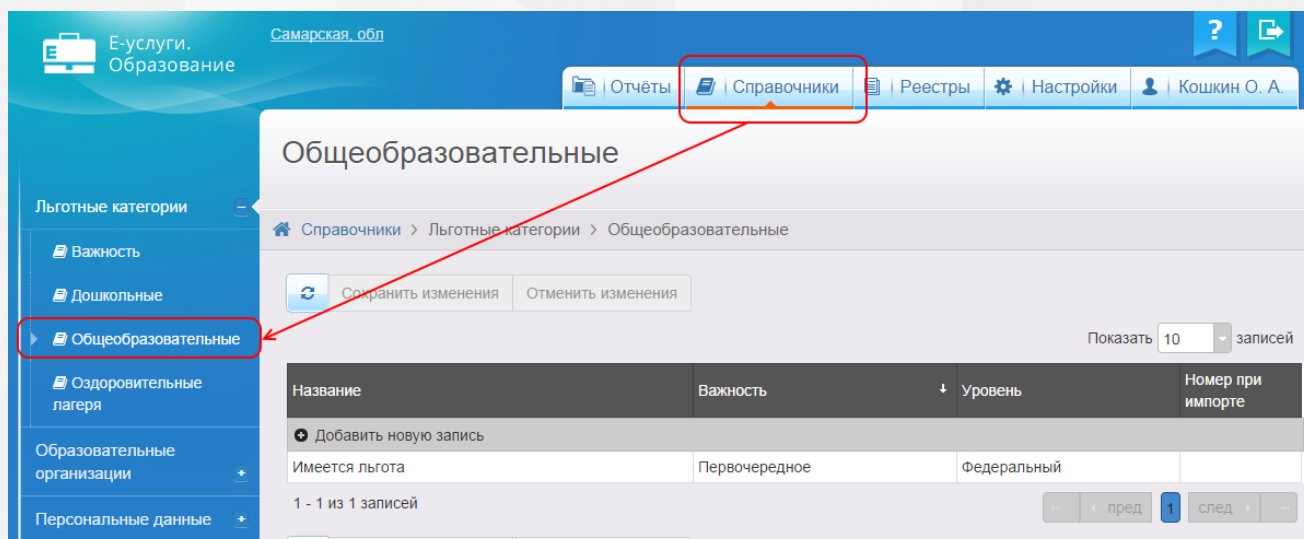 Е-услуги.
Образование
Самарская, обл
?
Отчёты
Справочники
Реестры
Настройки
Кошкин О. А.
Общеобразовательные
Льготные категории
Важность
Дошкольные
Общеобразовательные
Оздоровительные
лагеря
Образовательные
организации
Персональные данные
Справочники > Льготные категории > Общеобразовательные
Сохранить изменения Отменить изменения
Показать 10 записей
Название Важность Уровень Номер при
импорте
Добавить новую запись
Имеется льгота Первочередное Федеральный
1 - 1 из 1 записей
пред 1 след